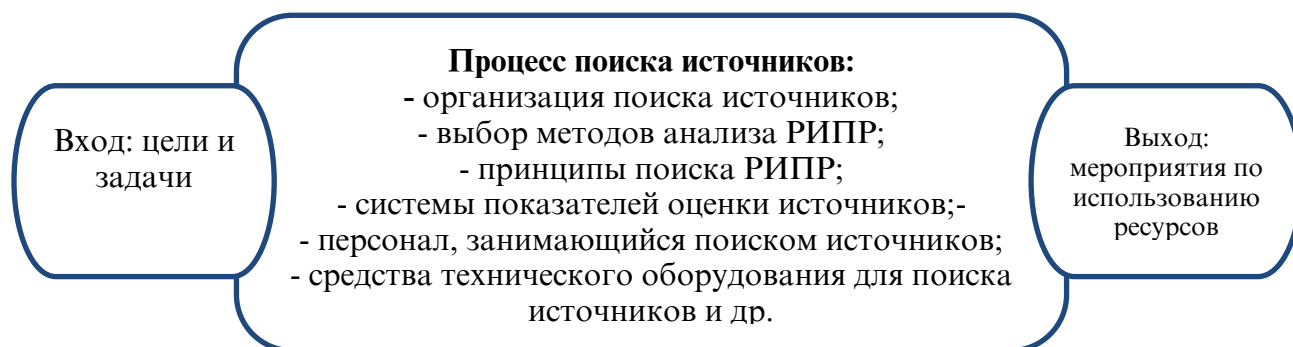 Вход: цели и
задачи
Процесс поиска источников:
- организация поиска источников;
- выбор методов анализа РИПР;
- принципы поиска РИПР;
- системы показателей оценки источников;-
- персонал, занимающийся поиском источников;
- средства технического оборудования для поиска
источников и др.
Выход:
мероприятия по
использованию
ресурсов